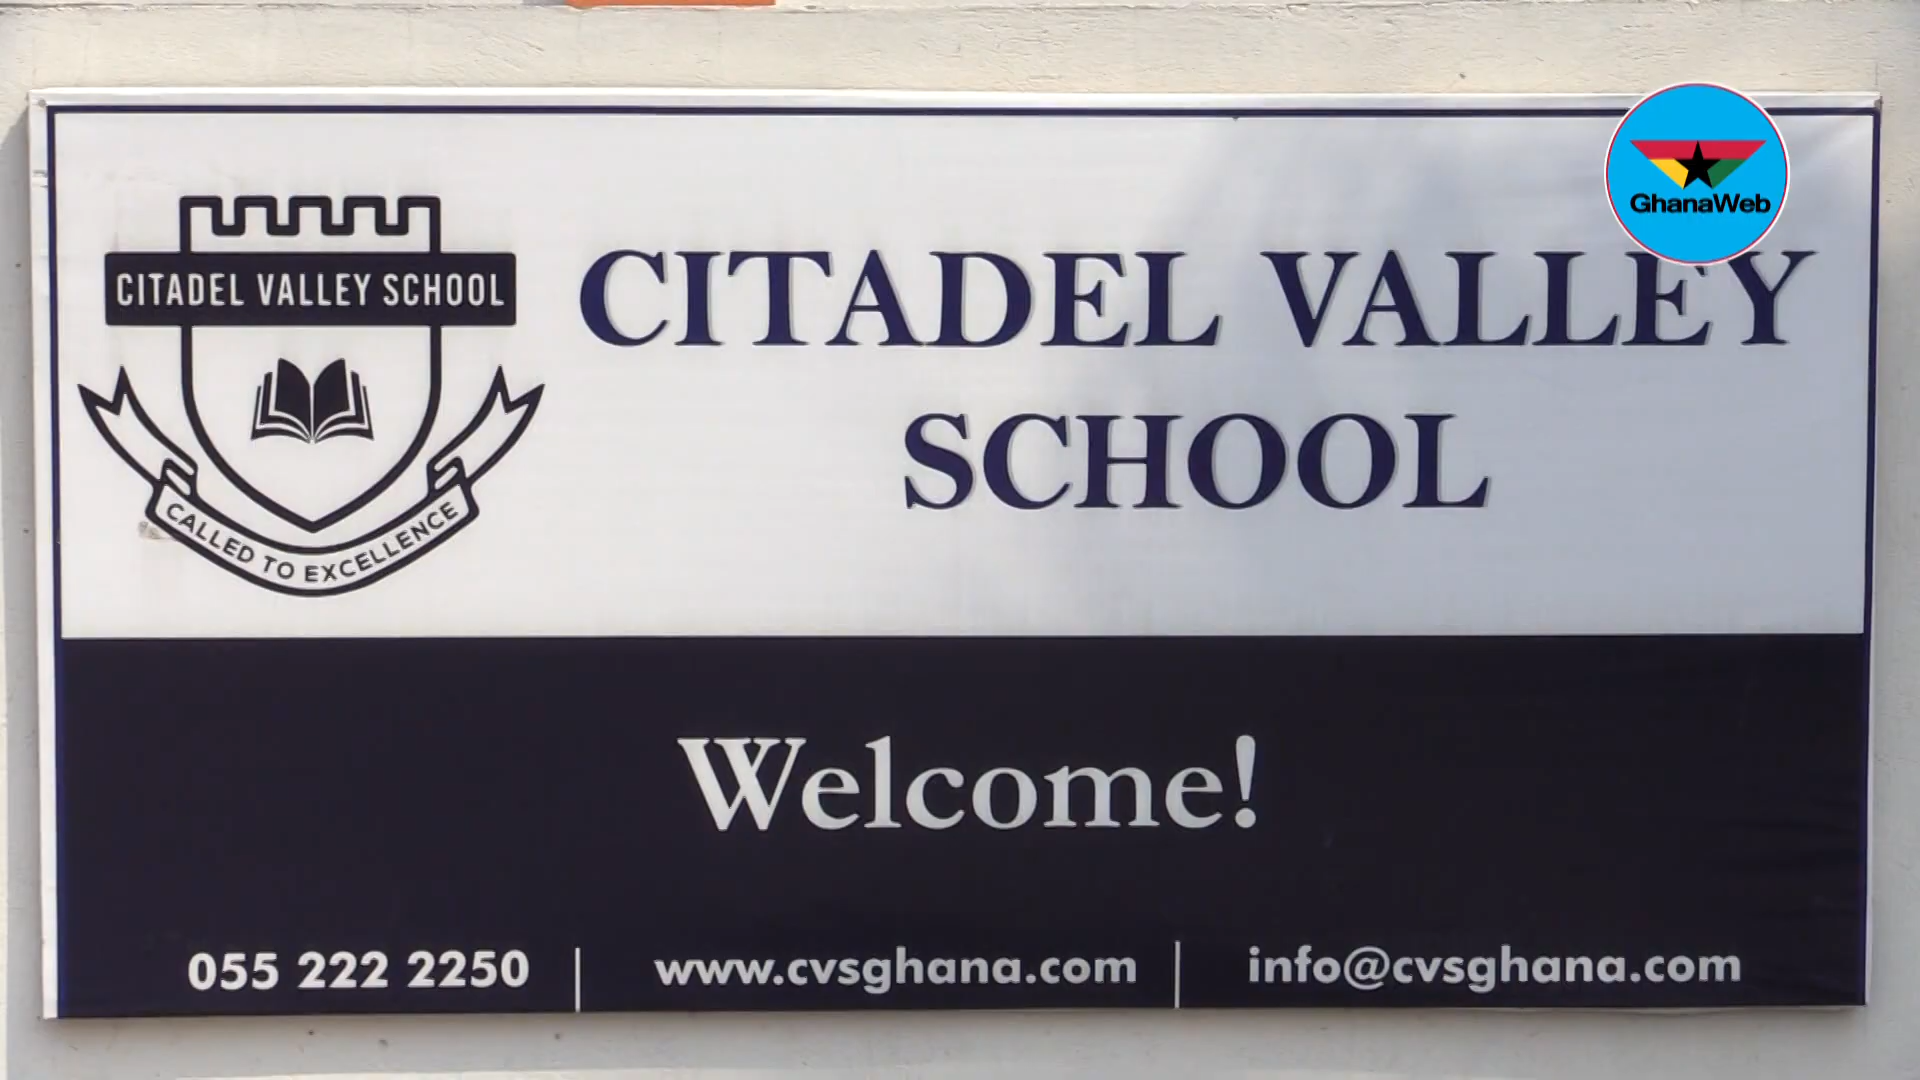 GhanaWeb
CITADEL VALLEY SCHOOL
CALLED TO EXCELLENCE
CITADEL VALLEY
SCHOOL
Welcome!
055 222 2250 | www.cvsghana.com | info@cvsghana.com